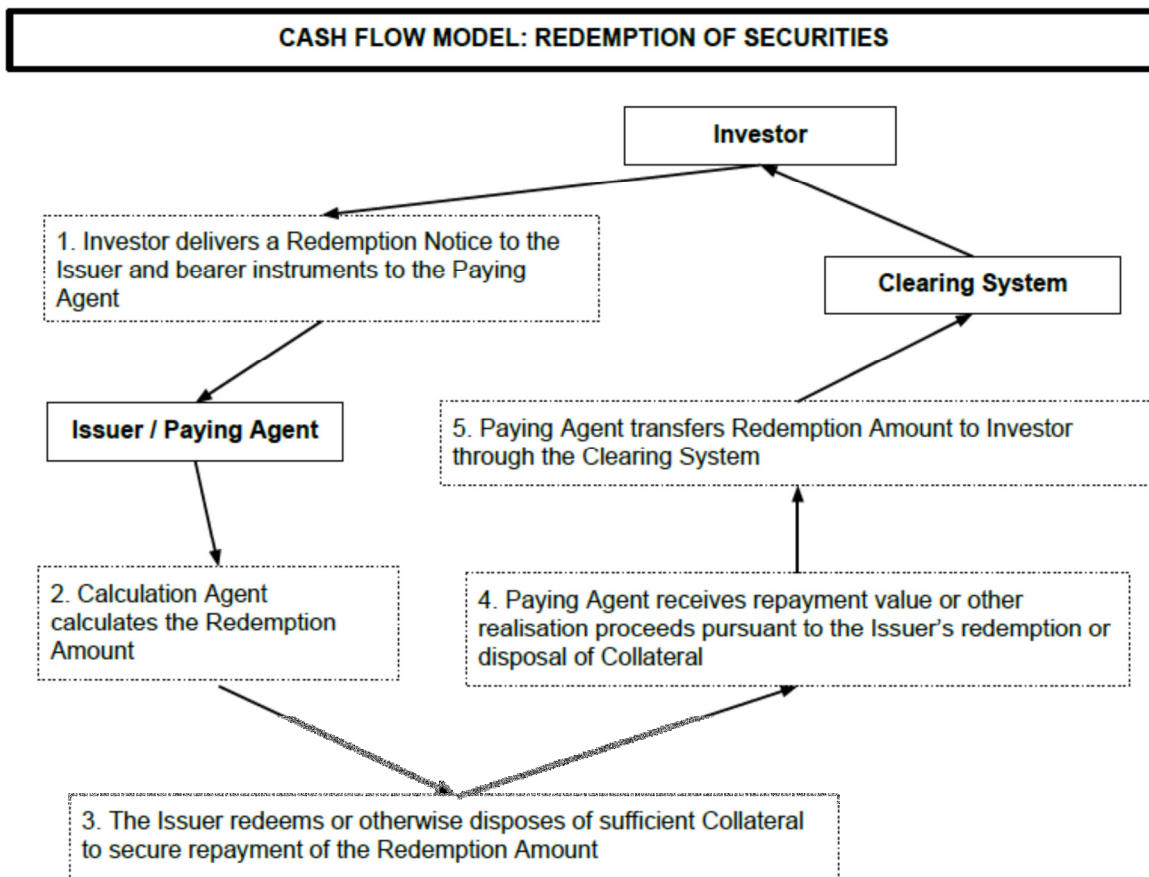 CASH FLOW MODEL: REDEMPTION OF SECURITIES
Investor
1. Investor delivers a Redemption Notice to the
Issuer and bearer instruments to the Paying
Agent
Clearing System
Issuer / Paying Agent
5. Paying Agent transfers Redemption Amount to Investor
through the Clearing System
2. Calculation Agent
calculates the Redemption
Amount
4. Paying Agent receives repayment value or other
realisation proceeds pursuant to the Issuer's redemption or
disposal of Collateral
3. The Issuer redeems or otherwise disposes of sufficient Collateral
to secure repayment of the Redemption Amount